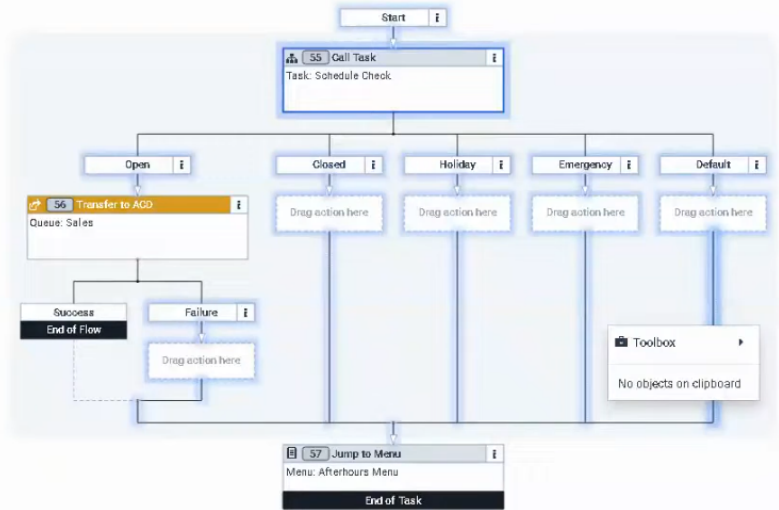 Start
55 Call Task
Task: Schedule Check
Open
Closed
Holiday
Emergency
Default
56 Transfer to ACD
Queue: Sales
Drag action here
Drag action here
Drag action here
Drag action here
Success
End of Flow
Failure
Drag action here
Toolbox
No objects on clipboard
57 Jump to Menu
Menu: Afterhours Menu
End of Task